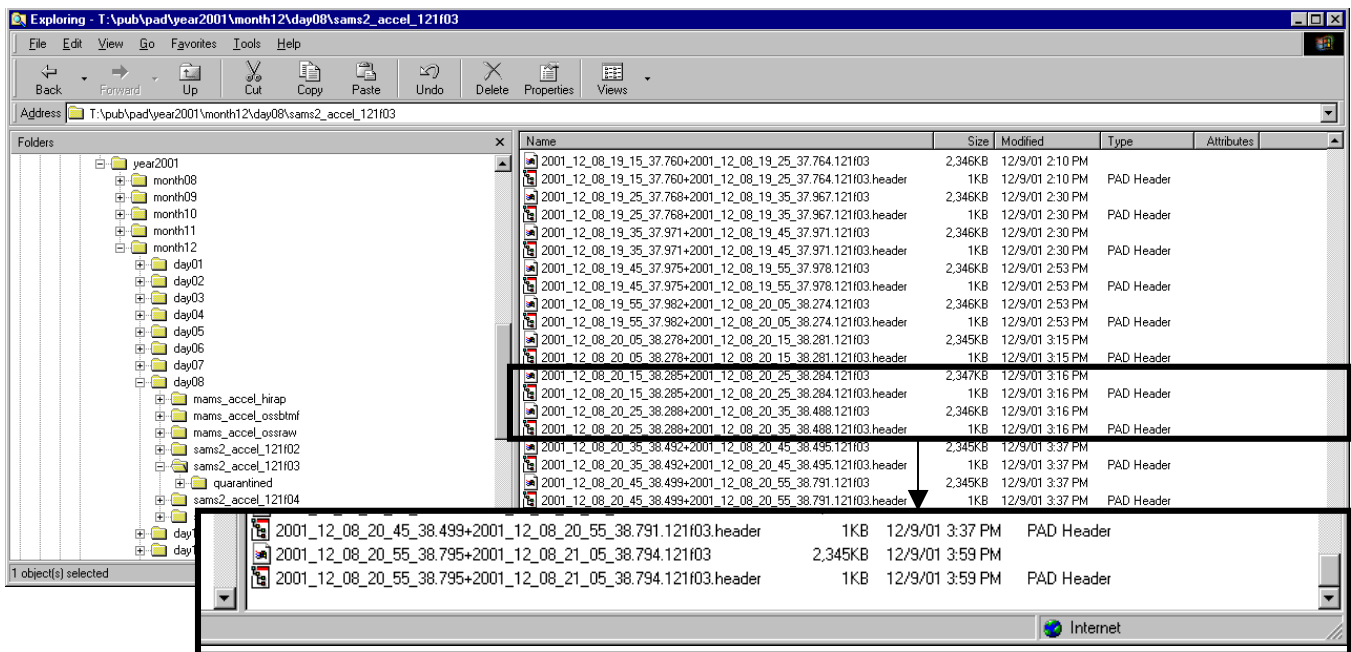 Exploring - T:\pub\pad\year2001\month12\day08\sams2_accel_121f03
File Edit View Go Favorites Tools Help
Back Forward Up Cut Copy Paste Undo Delete Properties Views
Address T:\pub\pad\year2001\month12\day08\sams2_accel_121f03
Folders
year2001
month08
month09
month10
month11
month12
day01
day02
day03
day04
day05
day06
day07
day08
mams_accel_hirap
mams_accel_ossbtmf
mams_accel_ossraw
sams2_accel_121f02
sams2_accel_121f03
quarantined
sams2_accel_121f04
1 object(s) selected
Name Size Modified Type Attributes
2001_12_08_19_15_37.760+2001_12_08_19_25_37.764.121f03 2,346KB 12/9/01 2:10 PM
2001_12_08_19_15_37.760+2001_12_08_19_25_37.764.121f03.header 1KB 12/9/01 2:10 PM PAD Header
2001_12_08_19_25_37.768+2001_12_08_19_35_37.967.121f03 2,346KB 12/9/01 2:30 PM
2001_12_08_19_25_37.768+2001_12_08_19_35_37.967.121f03.header 1KB 12/9/01 2:30 PM PAD Header
2001_12_08_19_35_37.971+2001_12_08_19_45_37.971.121f03 2,346KB 12/9/01 2:30 PM
2001_12_08_19_35_37.971+2001_12_08_19_45_37.971.121f03.header 1KB 12/9/01 2:30 PM PAD Header
2001_12_08_19_45_37.975+2001_12_08_19_55_37.978.121f03 2,346KB 12/9/01 2:53 PM
2001_12_08_19_45_37.975+2001_12_08_19_55_37.978.121f03.header 1KB 12/9/01 2:53 PM PAD Header
2001_12_08_19_55_37.982+2001_12_08_20_05_38.274.121f03 2,346KB 12/9/01 2:53 PM
2001_12_08_19_55_37.982+2001_12_08_20_05_38.274.121f03.header 1KB 12/9/01 2:53 PM PAD Header
2001_12_08_20_05_38.278+2001_12_08_20_15_38.281.121f03 2,345KB 12/9/01 3:15 PM
2001_12_08_20_05_38.278+2001_12_08_20_15_38.281.121f03.header 1KB 12/9/01 3:15 PM PAD Header
2001_12_08_20_15_38.285+2001_12_08_20_25_38.284.121f03 2,347KB 12/9/01 3:16 PM
2001_12_08_20_15_38.285+2001_12_08_20_25_38.284.121f03.header 1KB 12/9/01 3:16 PM PAD Header
2001_12_08_20_25_38.288+2001_12_08_20_35_38.488.121f03 2,346KB 12/9/01 3:16 PM
2001_12_08_20_25_38.288+2001_12_08_20_35_38.488.121f03.header 1KB 12/9/01 3:16 PM PAD Header
2001_12_08_20_35_38.492+2001_12_08_20_45_38.495.121f03 2,345KB 12/9/01 3:37 PM
2001_12_08_20_35_38.492+2001_12_08_20_45_38.495.121f03.header 1KB 12/9/01 3:37 PM PAD Header
2001_12_08_20_45_38.499+2001_12_08_20_55_38.791.121f03 2,345KB 12/9/01 3:37 PM
2001_12_08_20_45_38.499+2001_12_08_20_55_38.791.121f03.header 1KB 12/9/01 3:37 PM PAD Header
2001_12_08_20_45_38.499+2001_12_08_20_55_38.791.121f03.header 1KB 12/9/01 3:37 PM PAD Header
2001_12_08_20_55_38.795+2001_12_08_21_05_38.794.121f03 2,345KB 12/9/01 3:59 PM
2001_12_08_20_55_38.795+2001_12_08_21_05_38.794.121f03.header 1KB 12/9/01 3:59 PM PAD Header
Internet